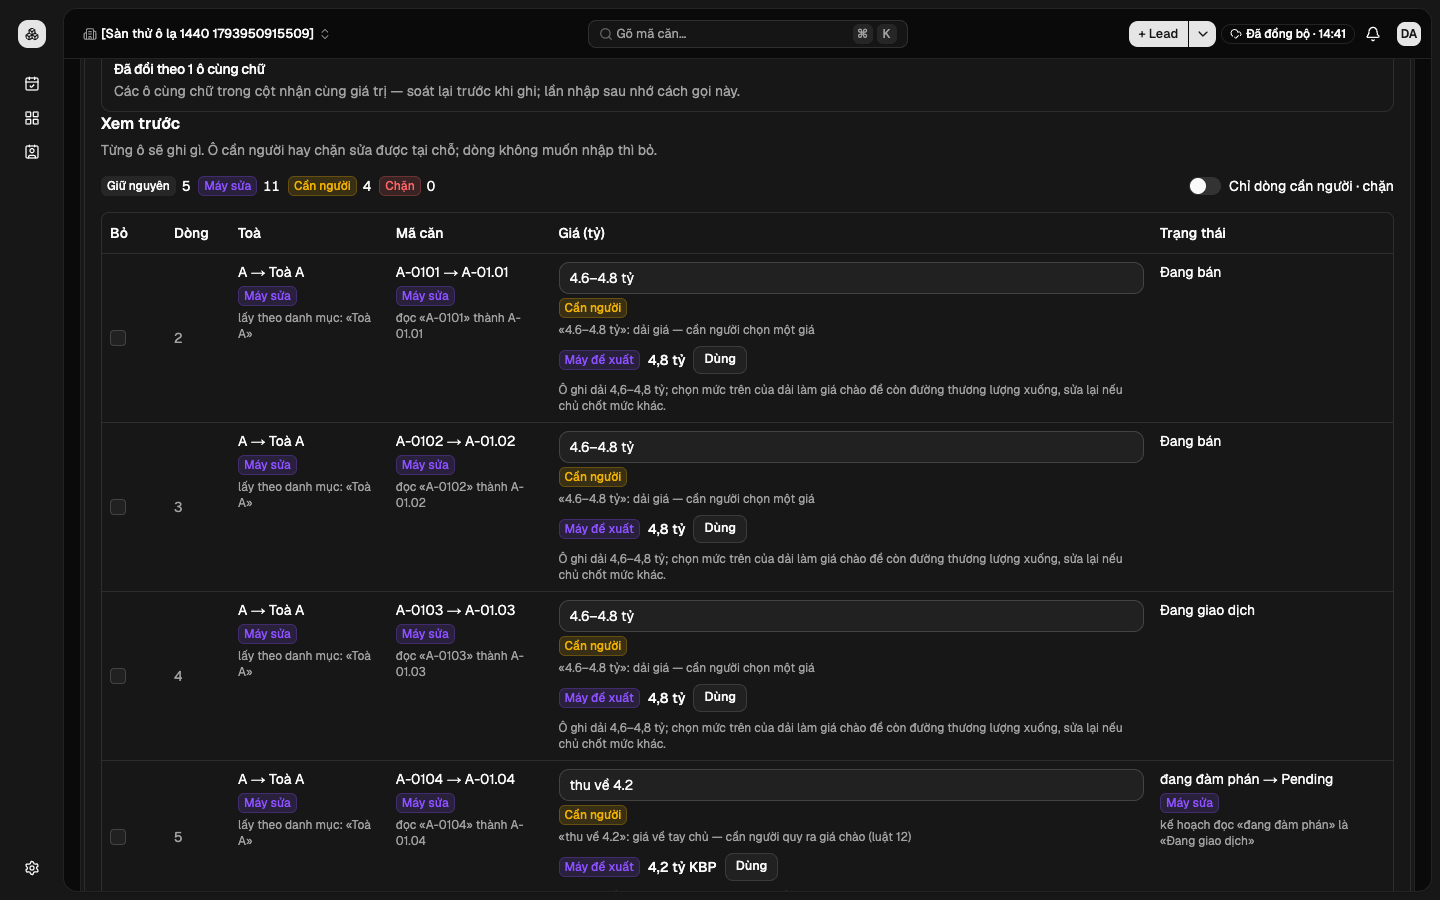 [Sàn thử ô lạ 1440 1793950915509]
Gõ mã căn...
⌘ K
+ Lead
Đã đồng bộ · 14:41
DA
Đã đổi theo 1 ô cùng chữ
Các ô cùng chữ trong cột nhận cùng giá trị — soát lại trước khi ghi; lần nhập sau nhớ cách gọi này.
Xem trước
Từng ô sẽ ghi gì. Ô cần người hay chặn sửa được tại chỗ; dòng không muốn nhập thì bỏ.
Giữ nguyên 5 Máy sửa 11 Cần người 4 Chặn 0
Chỉ dòng cần người · chặn
Bỏ Dòng Toà Mã căn Giá (tỷ) Trạng thái
2
A → Toà A
Máy sửa
lấy theo danh mục: «Toà
A»
A-0101 → A-01.01
Máy sửa
đọc «A-0101» thành A-
01.01
4.6–4.8 tỷ
Cần người
«4.6–4.8 tỷ»: dải giá — cần người chọn một giá
Máy đề xuất 4,8 tỷ Dùng
Ô ghi dải 4,6–4,8 tỷ; chọn mức trên của dải làm giá chào để còn đường thương lượng xuống, sửa lại nếu
chủ chốt mức khác.
Đang bán
3
A → Toà A
Máy sửa
lấy theo danh mục: «Toà
A»
A-0102 → A-01.02
Máy sửa
đọc «A-0102» thành A-
01.02
4.6–4.8 tỷ
Cần người
«4.6–4.8 tỷ»: dải giá — cần người chọn một giá
Máy đề xuất 4,8 tỷ Dùng
Ô ghi dải 4,6–4,8 tỷ; chọn mức trên của dải làm giá chào để còn đường thương lượng xuống, sửa lại nếu
chủ chốt mức khác.
Đang bán
4
A → Toà A
Máy sửa
lấy theo danh mục: «Toà
A»
A-0103 → A-01.03
Máy sửa
đọc «A-0103» thành A-
01.03
4.6–4.8 tỷ
Cần người
«4.6–4.8 tỷ»: dải giá — cần người chọn một giá
Máy đề xuất 4,8 tỷ Dùng
Ô ghi dải 4,6–4,8 tỷ; chọn mức trên của dải làm giá chào để còn đường thương lượng xuống, sửa lại nếu
chủ chốt mức khác.
Đang giao dịch
5
A → Toà A
Máy sửa
lấy theo danh mục: «Toà
A»
A-0104 → A-01.04
Máy sửa
đọc «A-0104» thành A-
01.04
thu về 4.2
Cần người
«thu về 4.2»: giá về tay chủ — cần người quy ra giá chào (luật 12)
Máy đề xuất 4,2 tỷ KBP Dùng
đang đàm phán → Pending
Máy sửa
kế hoạch đọc «đang đàm phán» là
«Đang giao dịch»